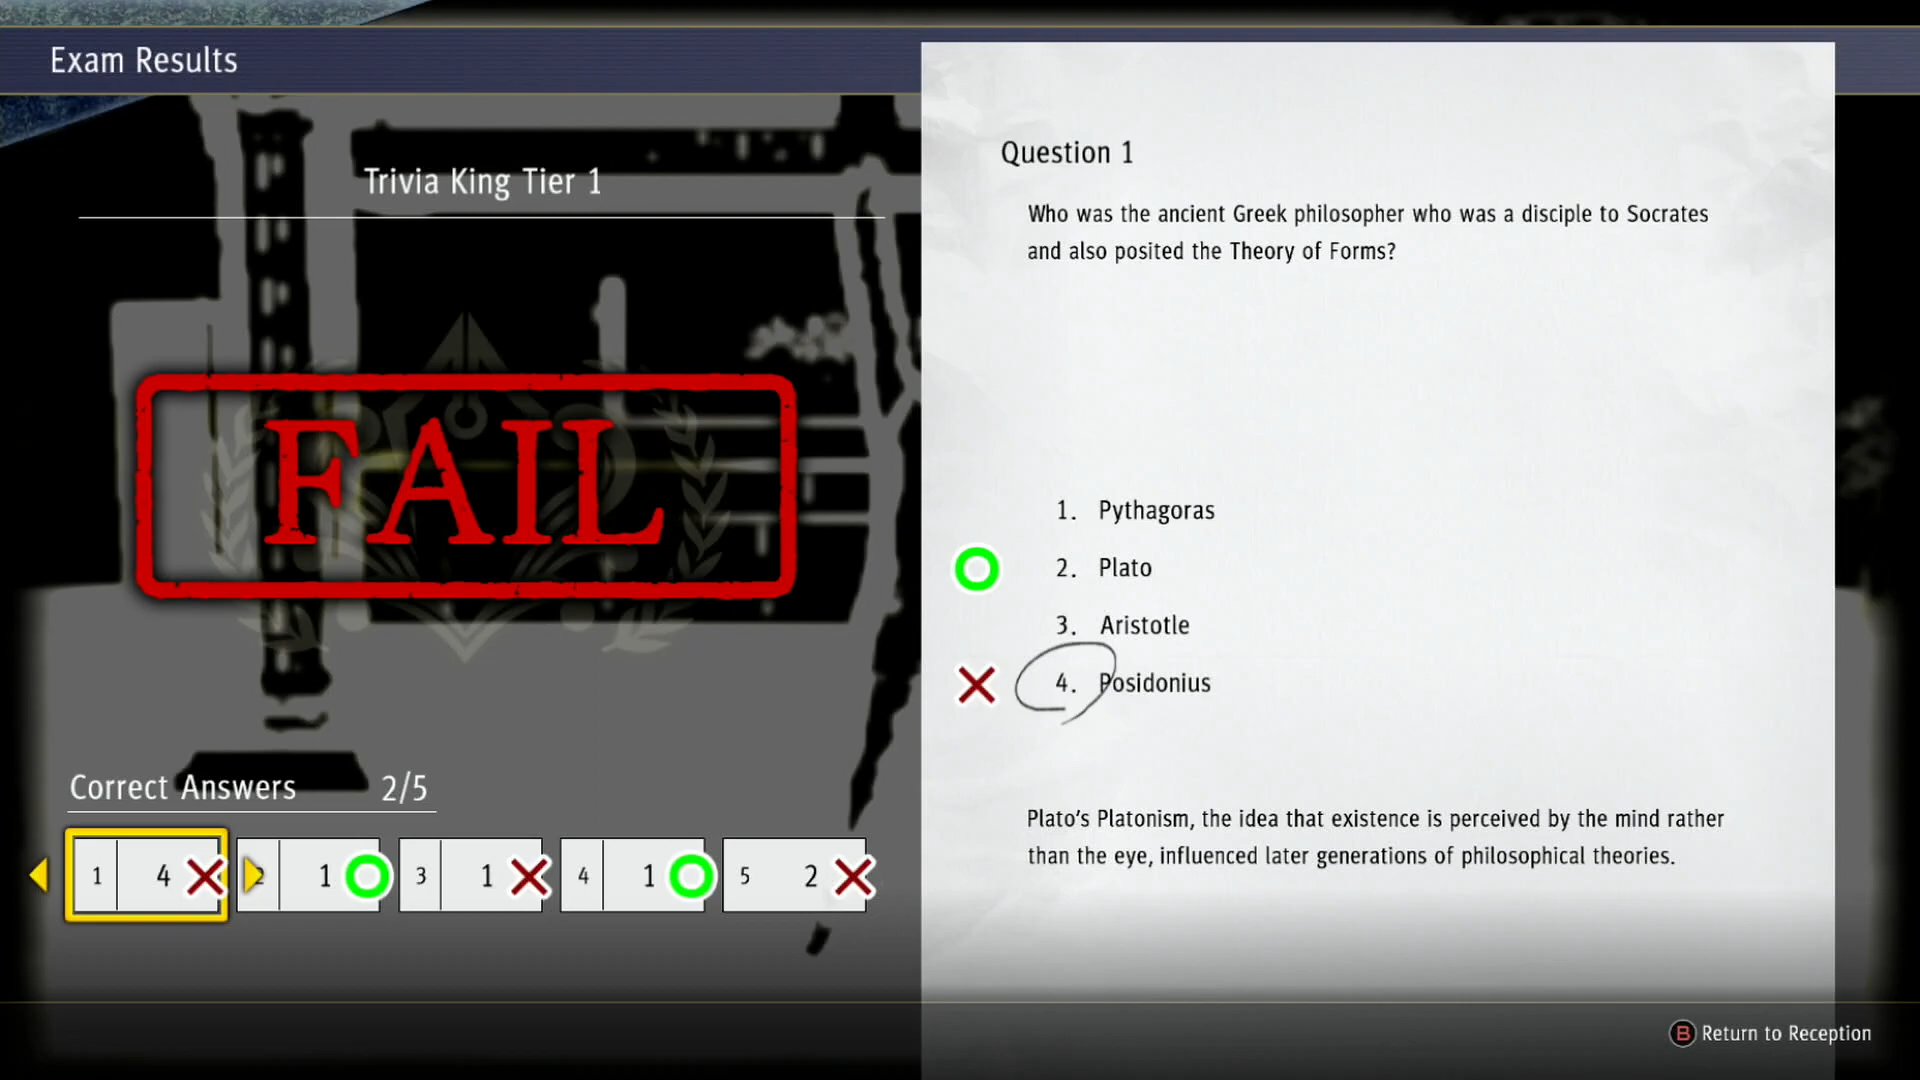 Exam Results
Trivia King Tier 1
FAIL
Correct Answers 2/5
1 4
2 1
3 1
4 1
5 2
Question 1
Who was the ancient Greek philosopher who was a disciple to Socrates
and also posited the Theory of Forms?
1. Pythagoras
2. Plato
3. Aristotle
4. Posidonius
Plato's Platonism, the idea that existence is perceived by the mind rather
than the eye, influenced later generations of philosophical theories.
B Return to Reception